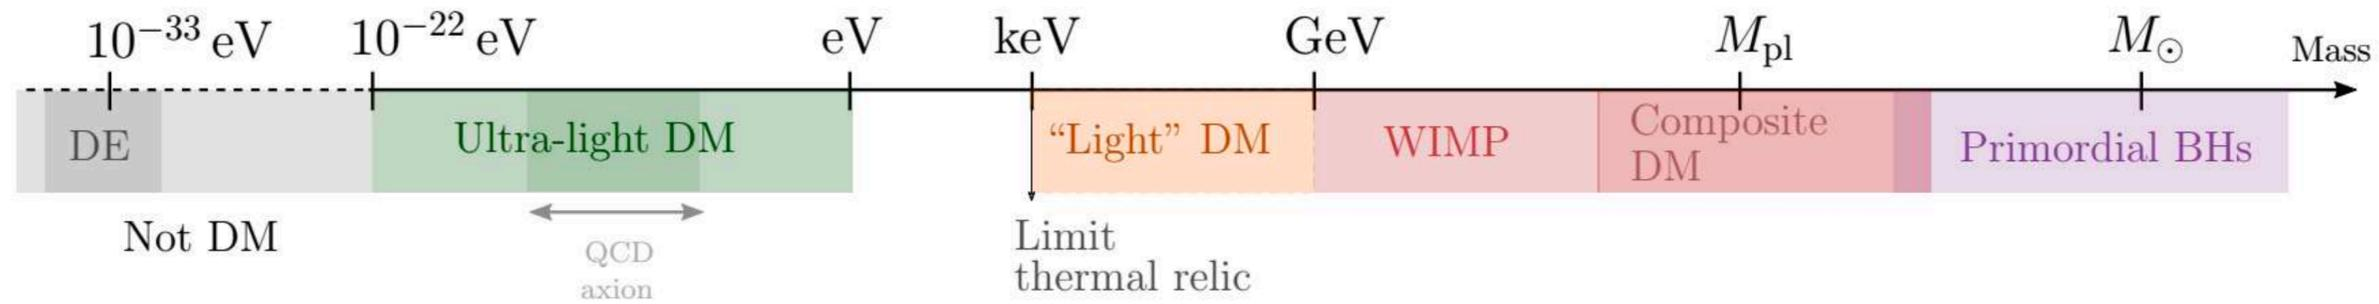 10⁻³³ eV 10⁻²² eV eV keV GeV M_pl M_⊙ Mass
DE Ultra-light DM “Light” DM WIMP Composite DM Primordial BHs
Not DM
QCD
axion
Limit
thermal relic